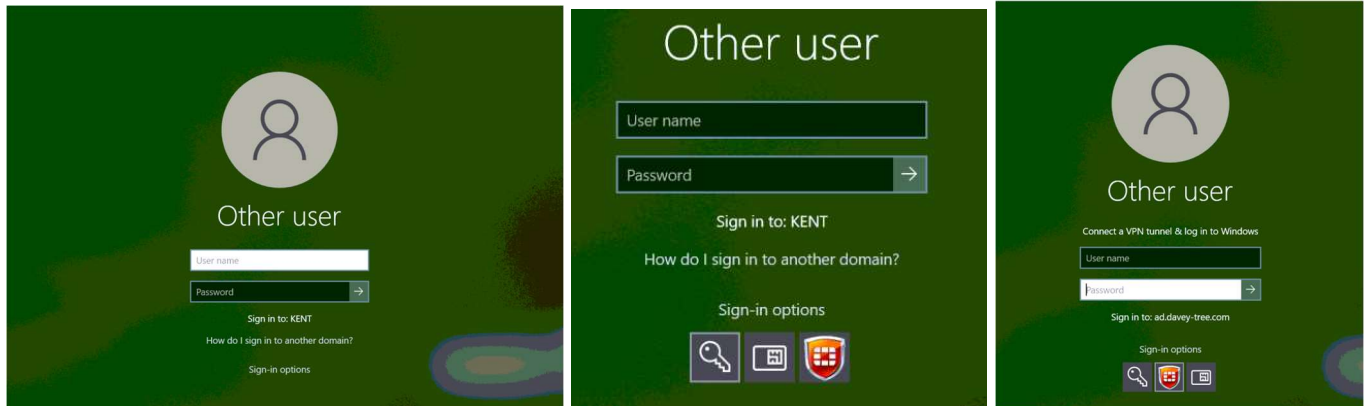 Other user
User name
Password
Sign in to: KENT
How do I sign in to another domain?
Sign-in options
Other user
User name
Password
Sign in to: KENT
How do I sign in to another domain?
Sign-in options
Other user
Connect a VPN tunnel & log in to Windows
User name
Password
Sign in to: ad.davey-tree.com
Sign-in options